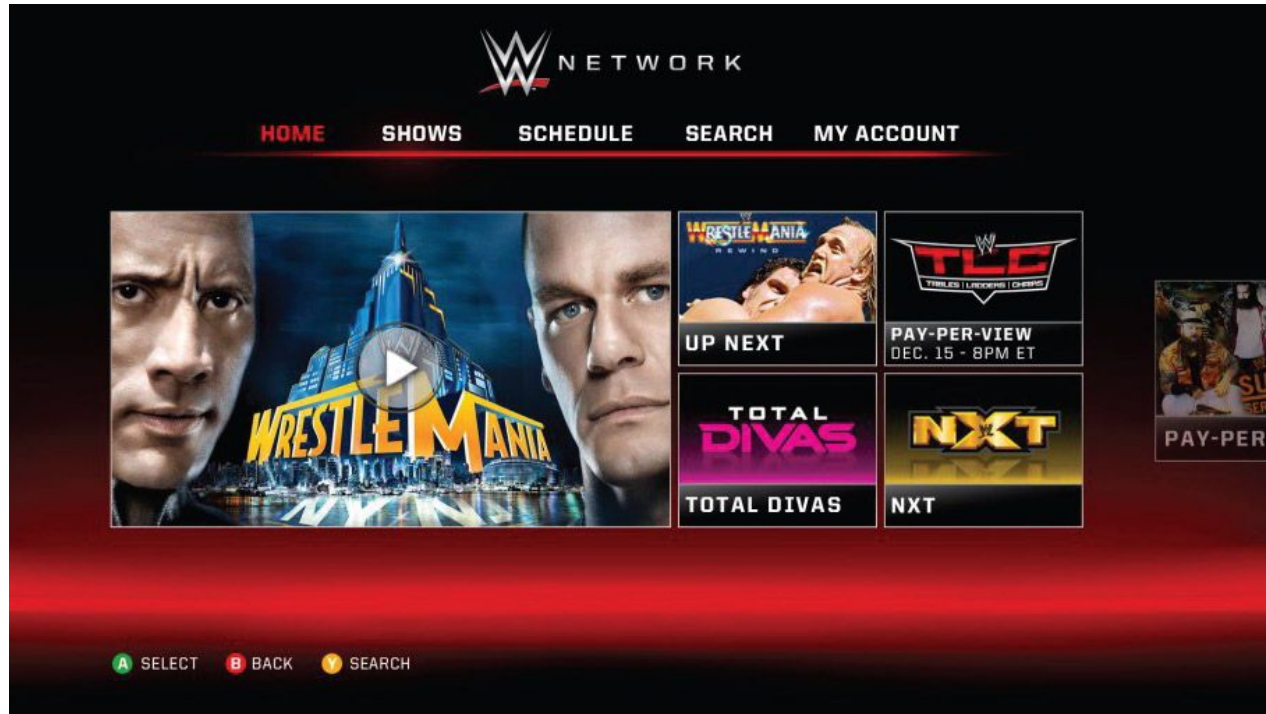 W NETWORK
HOME SHOWS SCHEDULE SEARCH MY ACCOUNT
WRESTLEMANIA
NY NJ
WRESTLEMANIA
REWIND
UP NEXT
W
TLC
TABLES | LADDERS | CHAIRS
PAY-PER-VIEW
DEC. 15 - 8PM ET
TOTAL
DIVAS
TOTAL DIVAS
NXT
NXT
PAY-PER
A SELECT B BACK Y SEARCH